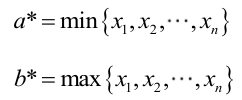 a* = min{x₁, x₂, ⋯, xₙ}
b* = max{x₁, x₂, ⋯, xₙ}